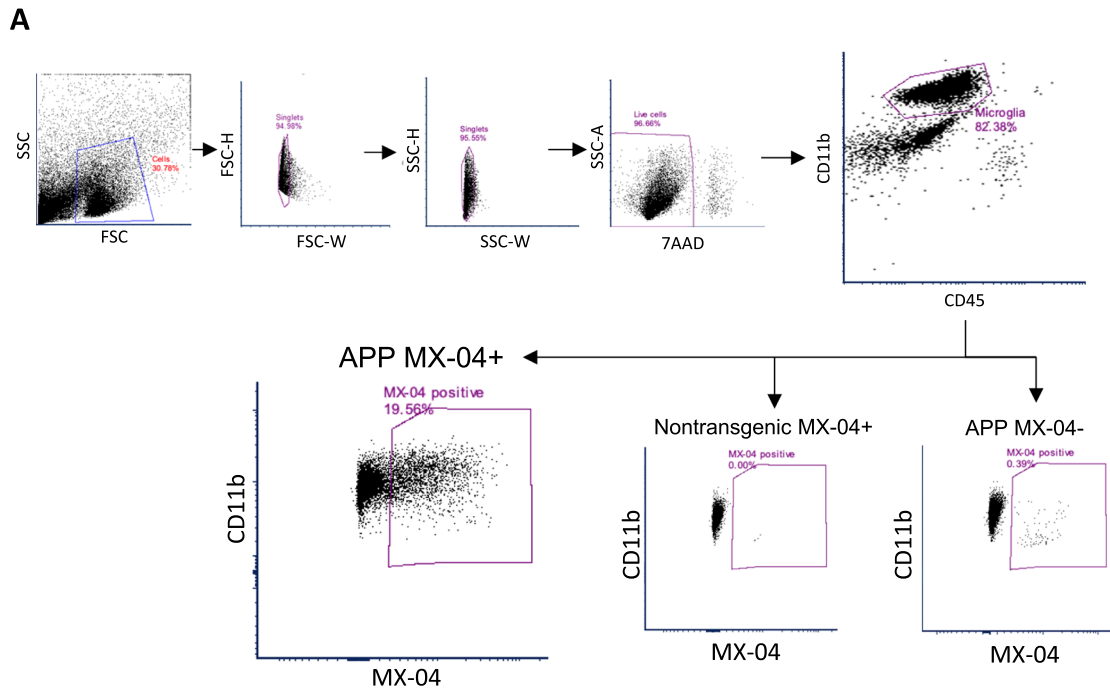 A
SSC
Cells
30.78%
FSC
FSC-H
Singlets
94.98%
FSC-W
SSC-H
Singlets
95.55%
SSC-W
SSC-A
Live cells
96.66%
7AAD
CD11b
Microglia
82.38%
CD45
APP MX-04+
MX-04 positive
19.56%
CD11b
MX-04
Nontransgenic MX-04+
MX-04 positive
0.00%
CD11b
MX-04
APP MX-04-
MX-04 positive
0.39%
CD11b
MX-04